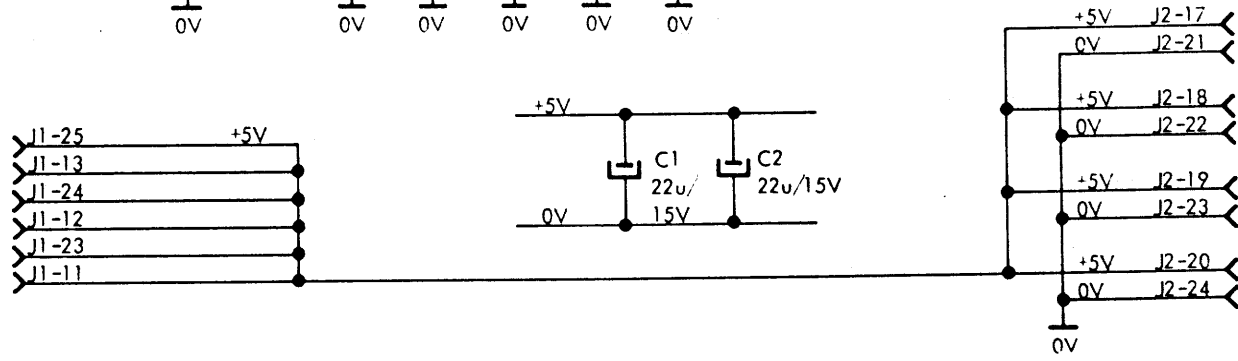 0V 0V 0V 0V 0V 0V
+5V J2-17
0V J2-21
+5V J2-18
0V J2-22
+5V J2-19
0V J2-23
+5V J2-20
0V J2-24
0V
J1-25 +5V
J1-13
J1-24
J1-12
J1-23
J1-11
+5V
C1
22u/
15V
C2
22u/15V
0V